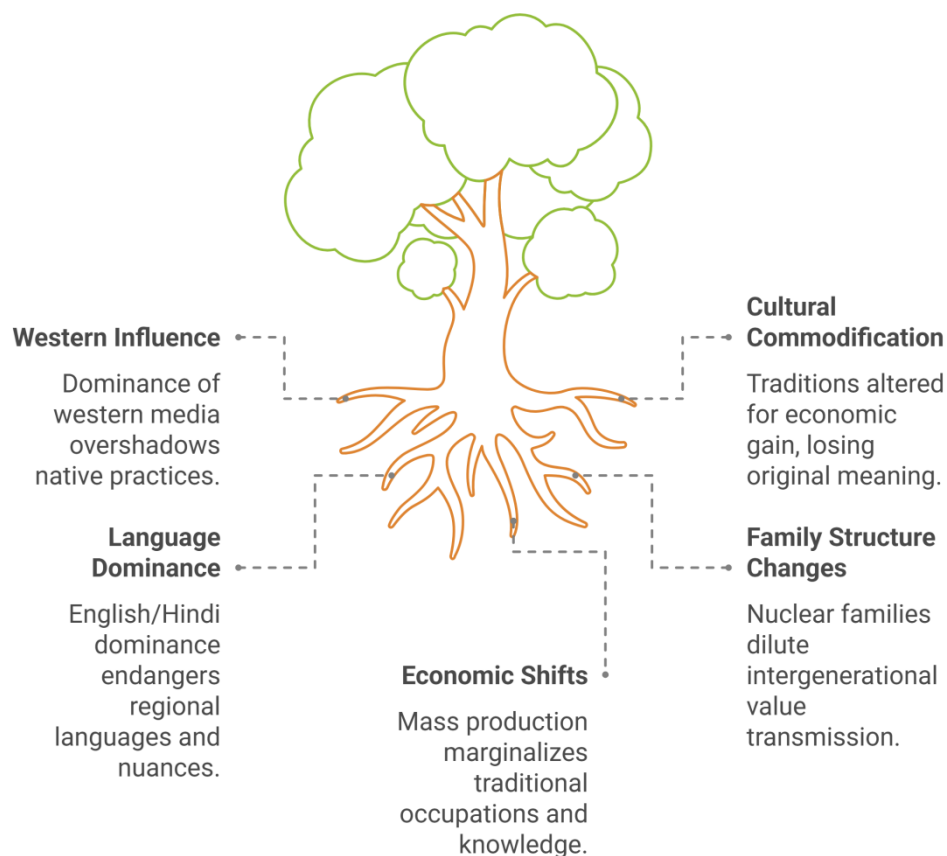 Western Influence
Dominance of
western media
overshadows
native practices.
Language
Dominance
English/Hindi
dominance
endangers
regional
languages and
nuances.
Economic Shifts
Mass production
marginalizes
traditional
occupations and
knowledge.
Cultural
Commodification
Traditions altered
for economic
gain, losing
original meaning.
Family Structure
Changes
Nuclear families
dilute
intergenerational
value
transmission.